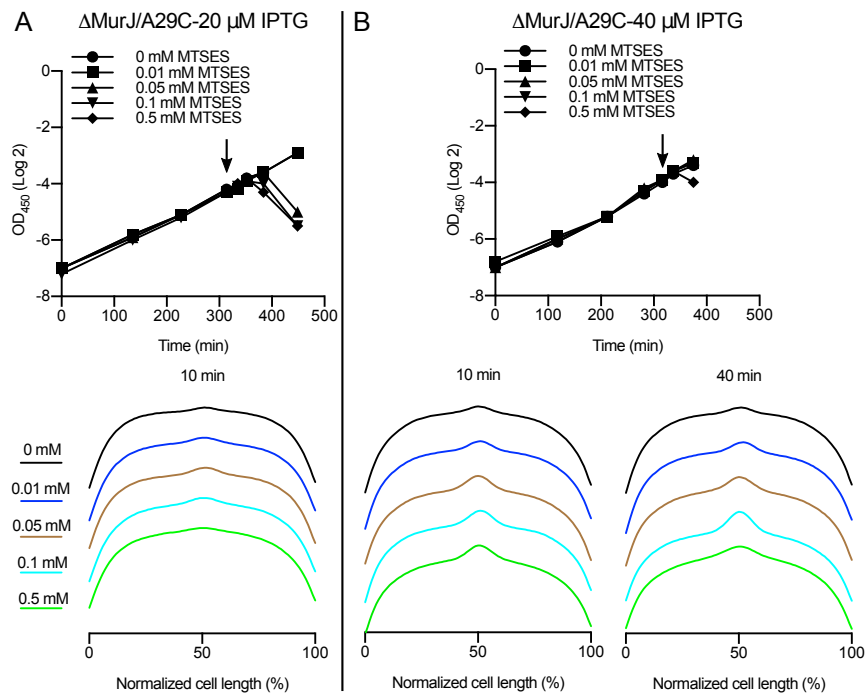 A
ΔMurJ/A29C-20 µM IPTG
0 mM MTSES
0.01 mM MTSES
0.05 mM MTSES
0.1 mM MTSES
0.5 mM MTSES
OD450 (Log 2)
0
-2
-4
-6
-8
0 100 200 300 400 500
Time (min)
B
ΔMurJ/A29C-40 µM IPTG
0 mM MTSES
0.01 mM MTSES
0.05 mM MTSES
0.1 mM MTSES
0.5 mM MTSES
OD450 (Log 2)
0
-2
-4
-6
-8
0 100 200 300 400 500
Time (min)
10 min
0 mM
0.01 mM
0.05 mM
0.1 mM
0.5 mM
0 50 100
Normalized cell length (%)
10 min
0 50 100
Normalized cell length (%)
40 min
0 50 100
Normalized cell length (%)